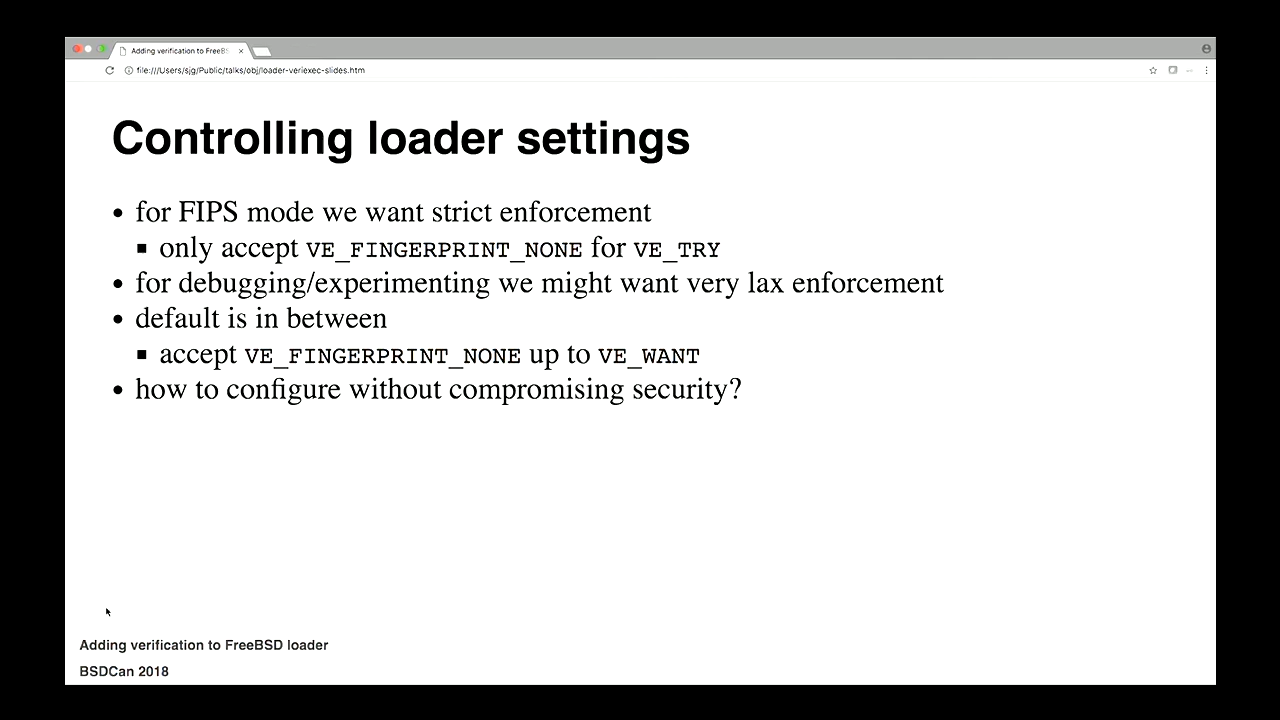 Adding verification to FreeBS
file:///Users/sjg/Public/talks/obj/loader-veriexec-slides.htm
Controlling loader settings
• for FIPS mode we want strict enforcement
▪ only accept VE_FINGERPRINT_NONE for VE_TRY
• for debugging/experimenting we might want very lax enforcement
• default is in between
▪ accept VE_FINGERPRINT_NONE up to VE_WANT
• how to configure without compromising security?
Adding verification to FreeBSD loader
BSDCan 2018